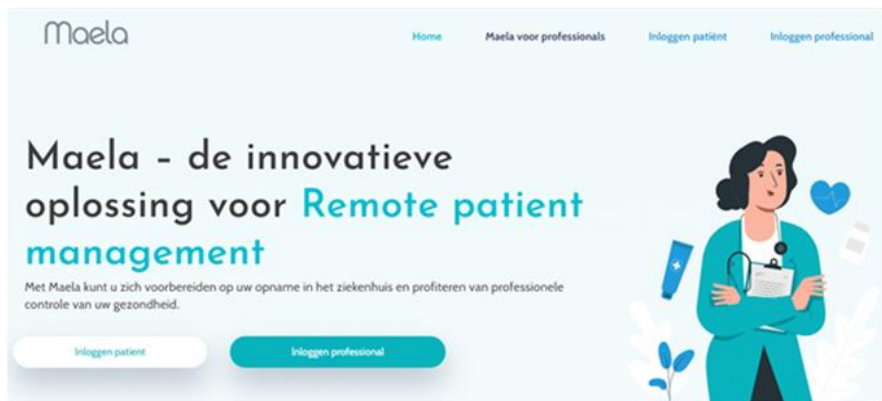 Maela
Home
Maela voor professionals
Inloggen patiënt
Inloggen professional
Maela – de innovatieve
oplossing voor Remote patient
management
Met Maela kunt u zich voorbereiden op uw opname in het ziekenhuis en profiteren van professionele
controle van uw gezondheid.
Inloggen patient
Inloggen professional